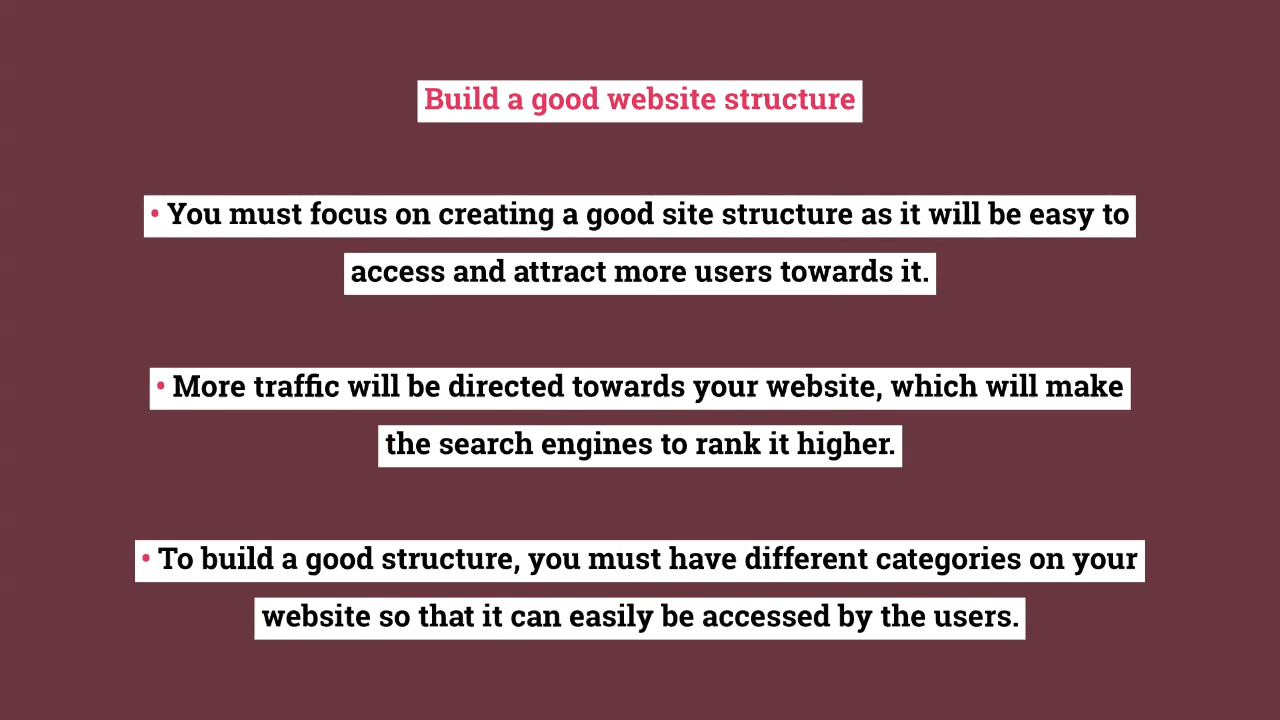 Build a good website structure
• You must focus on creating a good site structure as it will be easy to
access and attract more users towards it.
• More traffic will be directed towards your website, which will make
the search engines to rank it higher.
• To build a good structure, you must have different categories on your
website so that it can easily be accessed by the users.